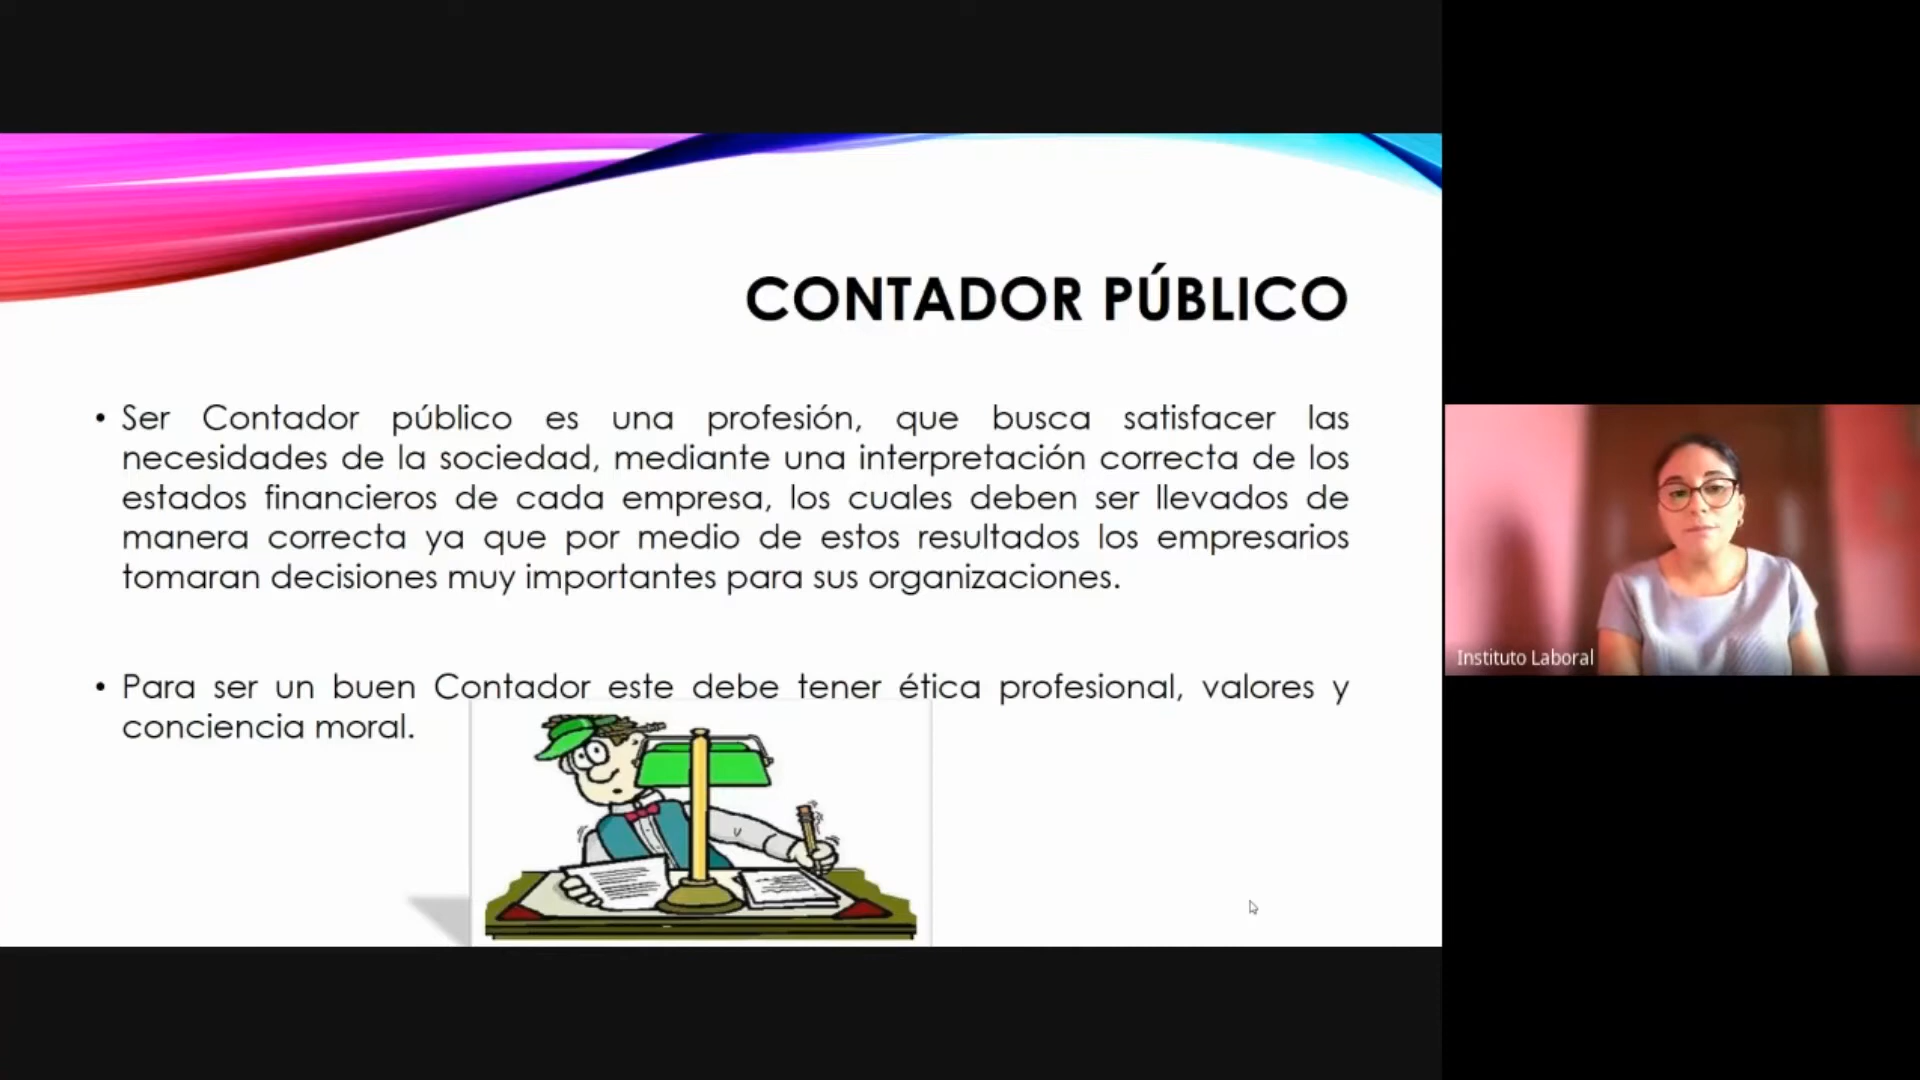 CONTADOR PÚBLICO
• Ser Contador público es una profesión, que busca satisfacer las
necesidades de la sociedad, mediante una interpretación correcta de los
estados financieros de cada empresa, los cuales deben ser llevados de
manera correcta ya que por medio de estos resultados los empresarios
tomaran decisiones muy importantes para sus organizaciones.
• Para ser un buen Contador este debe tener ética profesional, valores y
conciencia moral.
Instituto Laboral